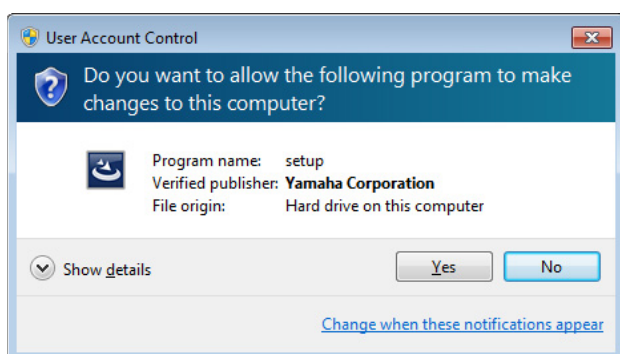 User Account Control
Do you want to allow the following program to make
changes to this computer?
Program name: setup
Verified publisher: Yamaha Corporation
File origin: Hard drive on this computer
Show details
Yes
No
Change when these notifications appear